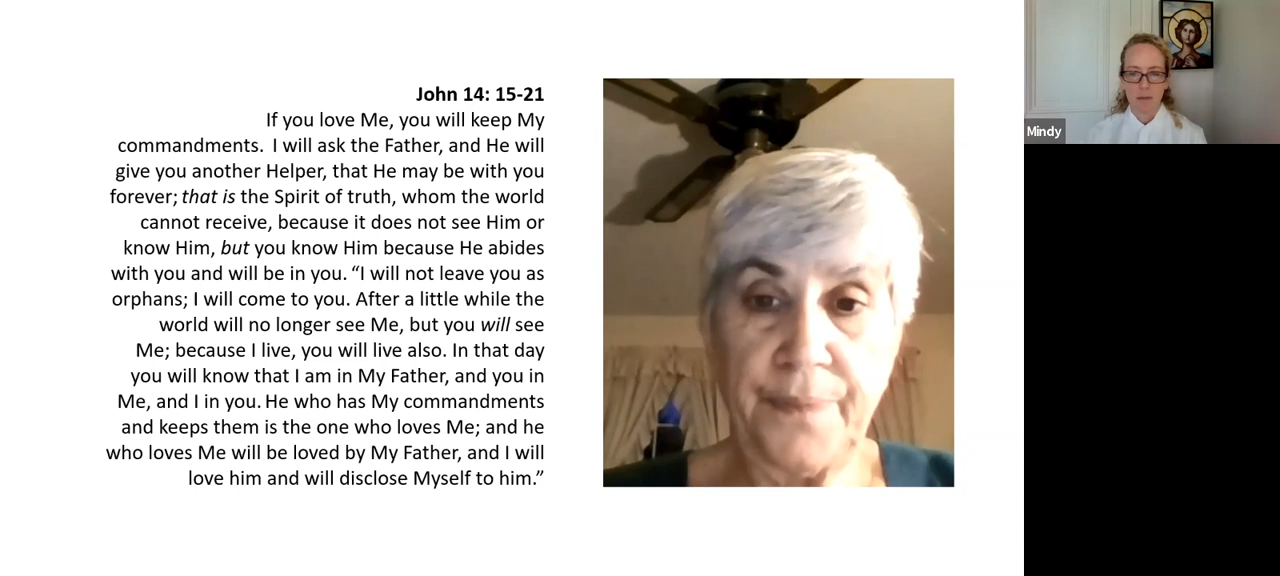 John 14: 15-21
If you love Me, you will keep My
commandments.  I will ask the Father, and He will
give you another Helper, that He may be with you
forever; that is the Spirit of truth, whom the world
cannot receive, because it does not see Him or
know Him, but you know Him because He abides
with you and will be in you. “I will not leave you as
orphans; I will come to you. After a little while the
world will no longer see Me, but you will see
Me; because I live, you will live also. In that day
you will know that I am in My Father, and you in
Me, and I in you. He who has My commandments
and keeps them is the one who loves Me; and he
who loves Me will be loved by My Father, and I will
love him and will disclose Myself to him.”
Mindy